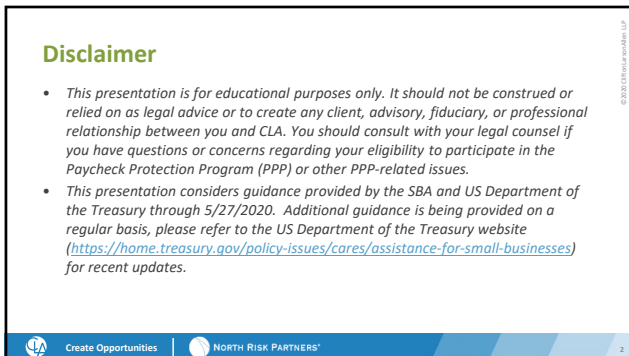 Disclaimer
• This presentation is for educational purposes only. It should not be construed or
relied on as legal advice or to create any client, advisory, fiduciary, or professional
relationship between you and CLA. You should consult with your legal counsel if
you have questions or concerns regarding your eligibility to participate in the
Paycheck Protection Program (PPP) or other PPP-related issues.
• This presentation considers guidance provided by the SBA and US Department of
the Treasury through 5/27/2020.  Additional guidance is being provided on a
regular basis, please refer to the US Department of the Treasury website
(https://home.treasury.gov/policy-issues/cares/assistance-for-small-businesses)
for recent updates.
©2020 CliftonLarsonAllen LLP
CLA
Create Opportunities
NORTH RISK PARTNERS®
2